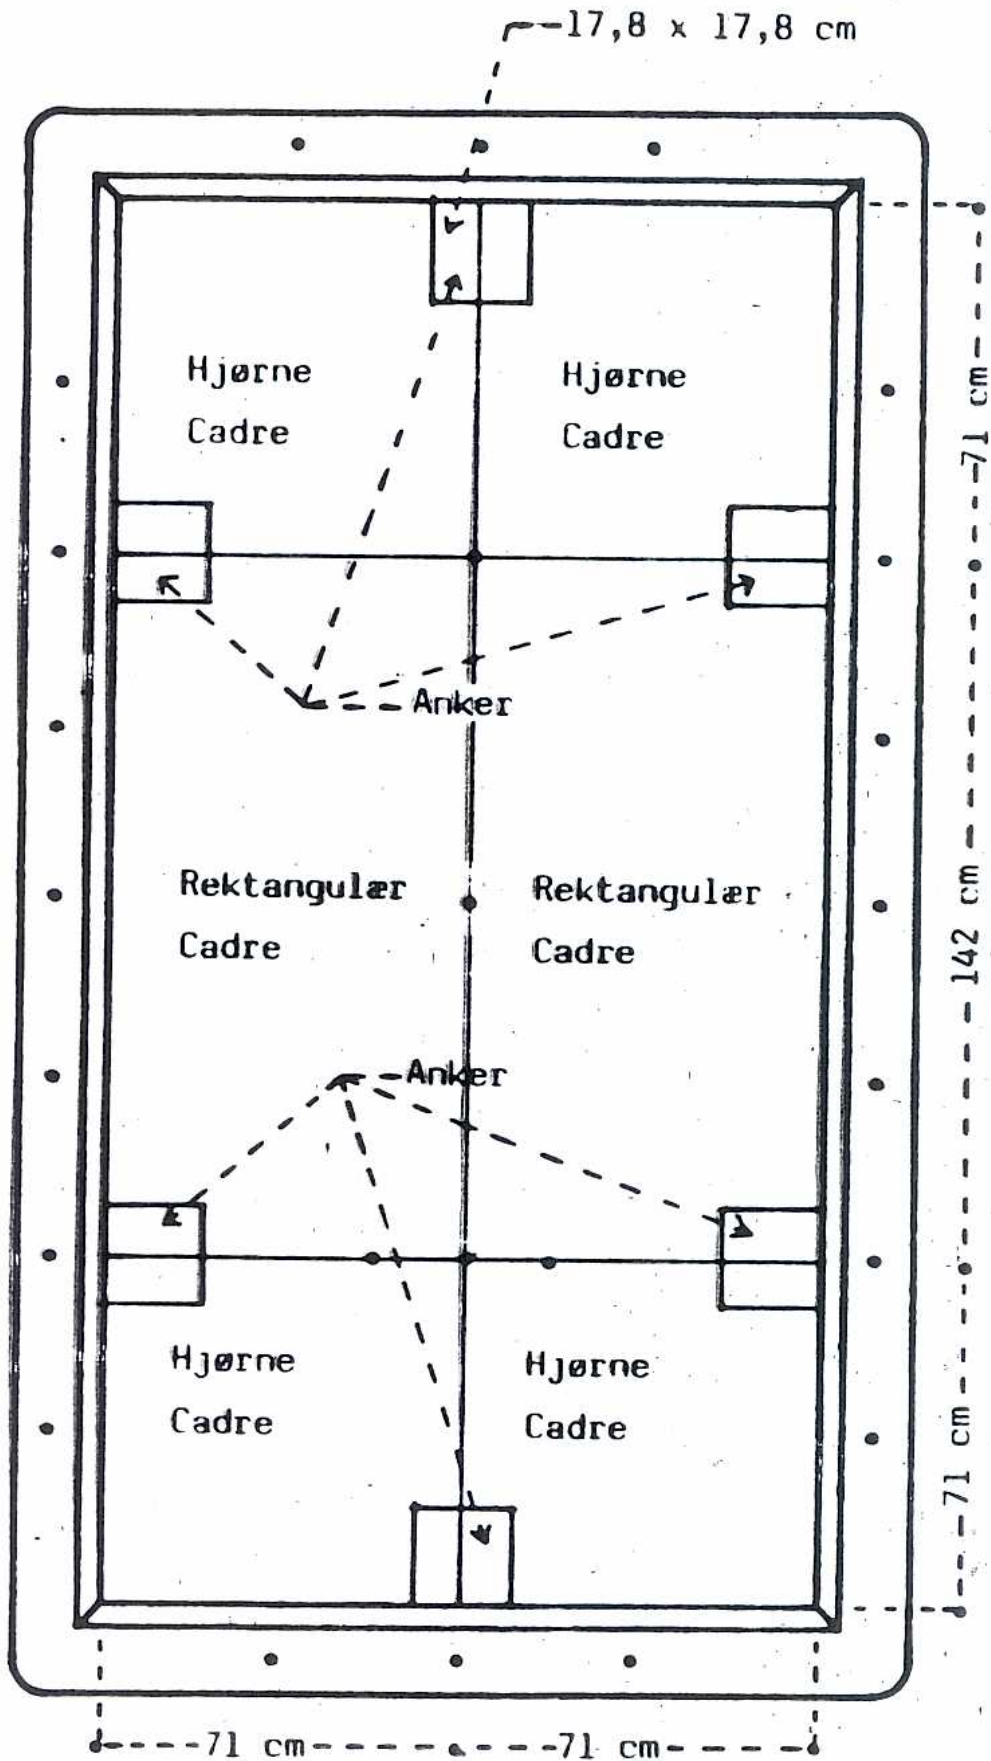 17,8 x 17,8 cm
Hjørne
Cadre
Hjørne
Cadre
71 cm
Anker
Rektangulær
Cadre
Rektangulær
Cadre
142 cm
Anker
Hjørne
Cadre
Hjørne
Cadre
71 cm
71 cm
71 cm